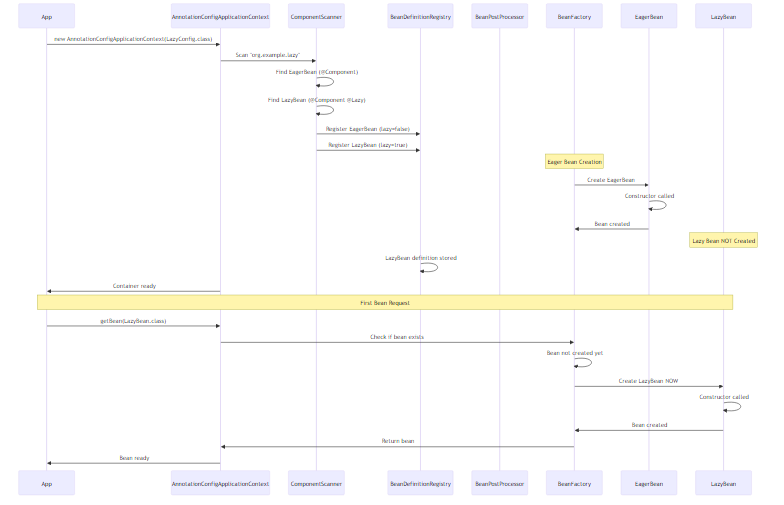 App
AnnotationConfigApplicationContext
ComponentScanner
BeanDefinitionRegistry
BeanPostProcessor
BeanFactory
EagerBean
LazyBean
new AnnotationConfigApplicationContext(LazyConfig.class)
Scan "org.example.lazy"
Find EagerBean (@Component)
Find LazyBean (@Component @Lazy)
Register EagerBean (lazy=false)
Register LazyBean (lazy=true)
Eager Bean Creation
Create EagerBean
Constructor called
Bean created
Lazy Bean NOT Created
LazyBean definition stored
Container ready
First Bean Request
getBean(LazyBean.class)
Check if bean exists
Bean not created yet
Create LazyBean NOW
Constructor called
Bean created
Return bean
Bean ready
App
AnnotationConfigApplicationContext
ComponentScanner
BeanDefinitionRegistry
BeanPostProcessor
BeanFactory
EagerBean
LazyBean